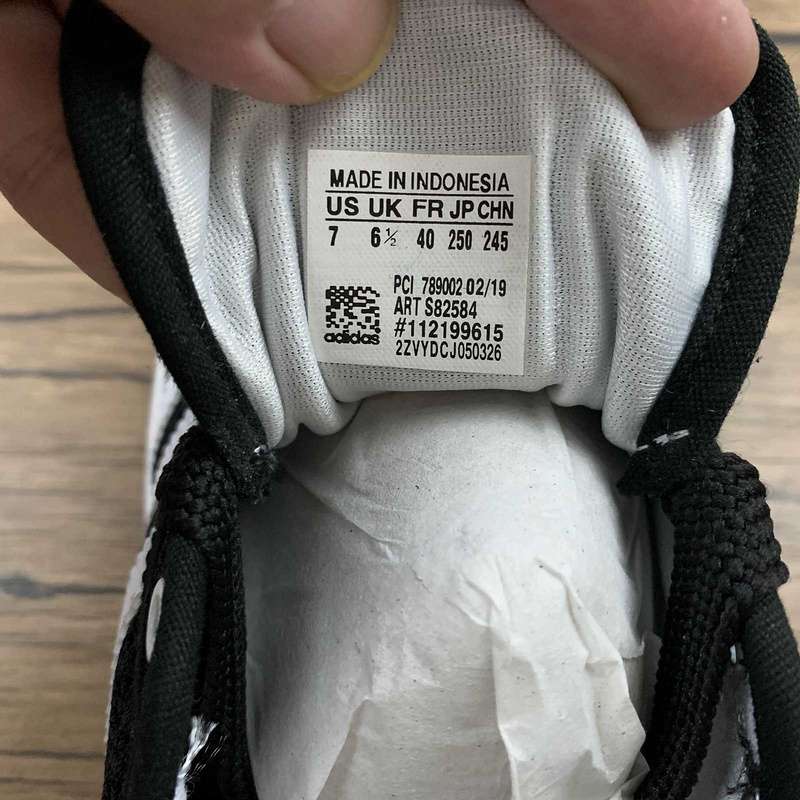 MADE IN INDONESIA
US UK FR JP CHN
7 6½ 40 250 245
PCI 789002 02/19
ART S82584
#112199615
adidas
2ZVYDCJ050326